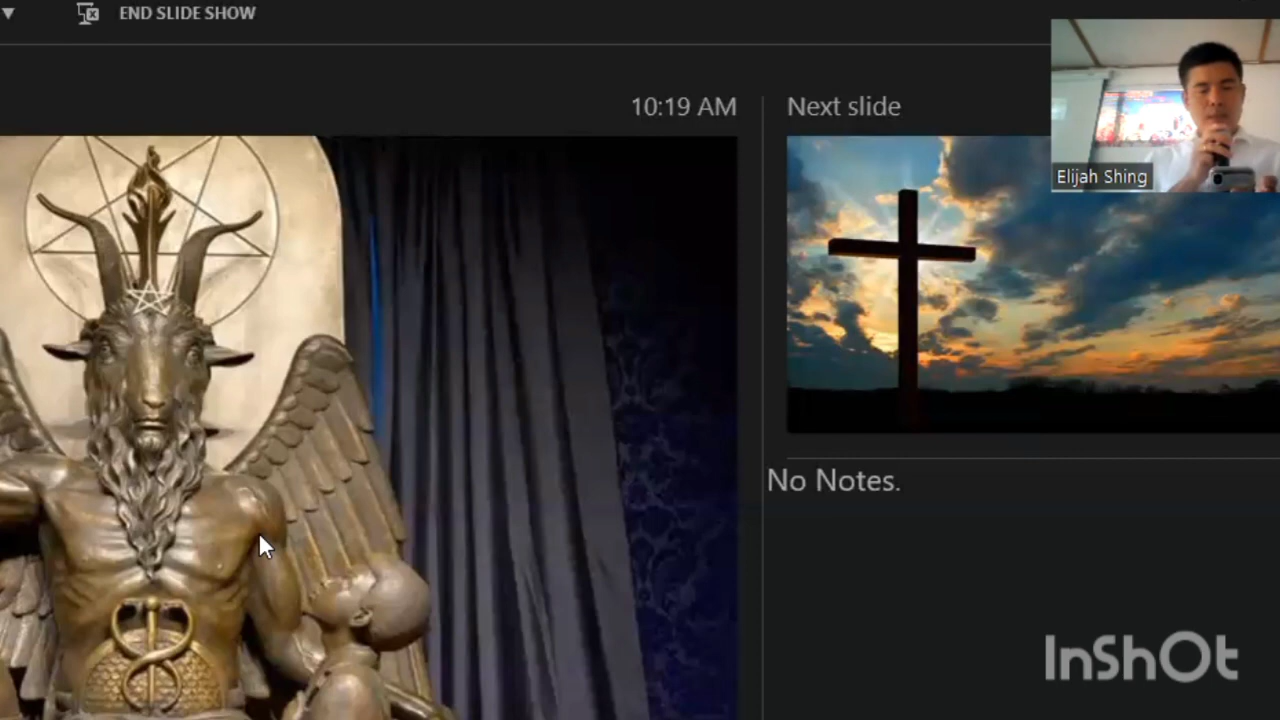 END SLIDE SHOW
10:19 AM
Next slide
Elijah Shing
No Notes.
InShOt